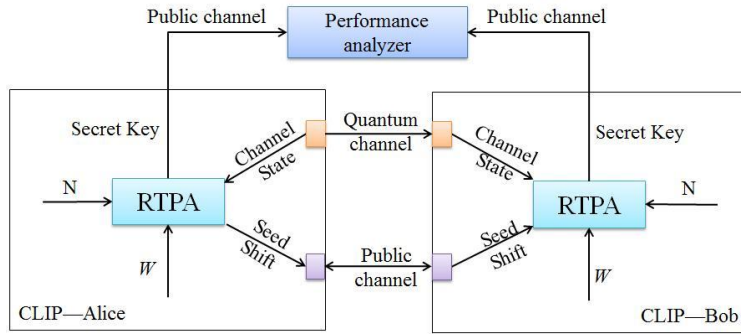 Public channel
Performance
analyzer
Public channel
Secret Key
Channel
State
Quantum
channel
Channel
State
Secret Key
N
RTPA
RTPA
N
Seed
Shift
Public
channel
Seed
Shift
W
W
CLIP—Alice
CLIP—Bob